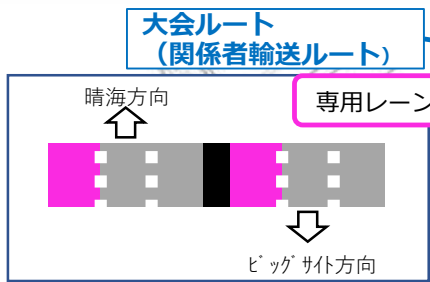 大会ルート
（関係者輸送ルート）
専用レーン
晴海方向
ﾋﾞｯｸﾞｻｲﾄ方向